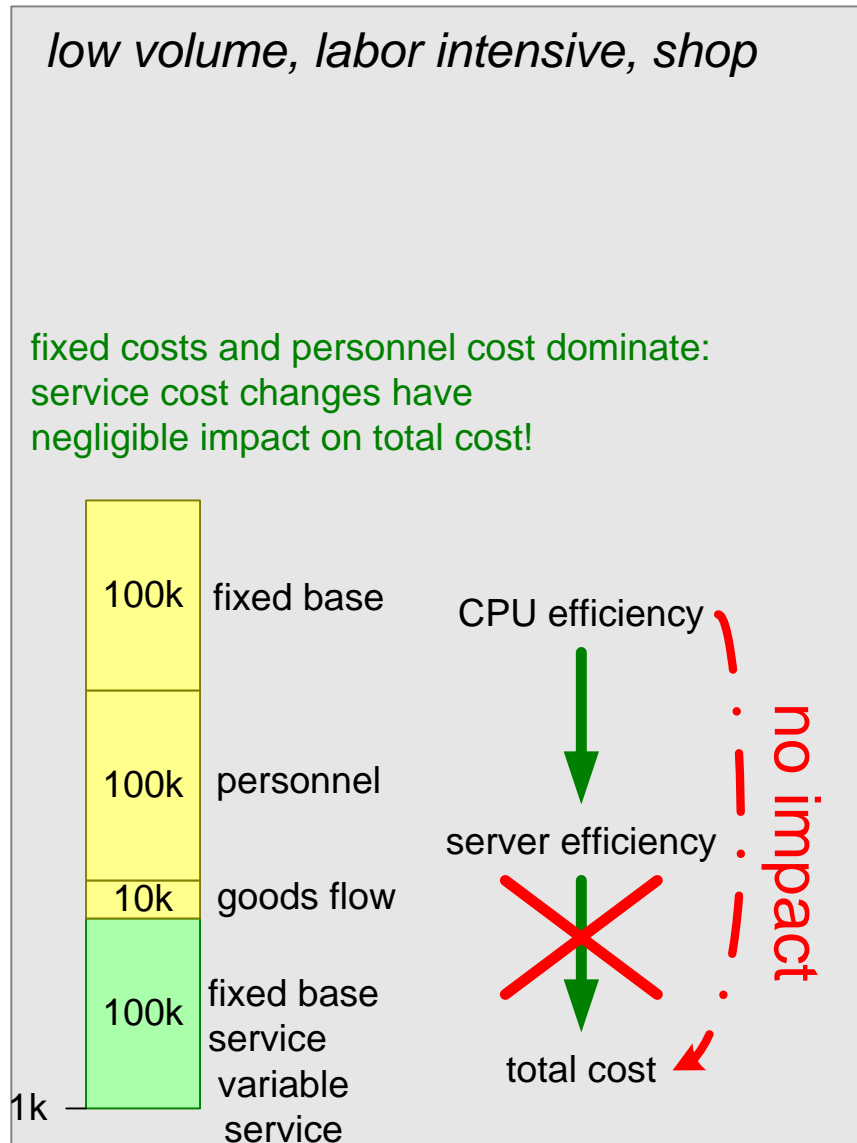 low volume, labor intensive, shop
fixed costs and personnel cost dominate:
service cost changes have
negligible impact on total cost!
100k
fixed base
100k
personnel
10k
goods flow
100k
fixed base
service
1k
variable
service
CPU efficiency
server efficiency
total cost
no impact